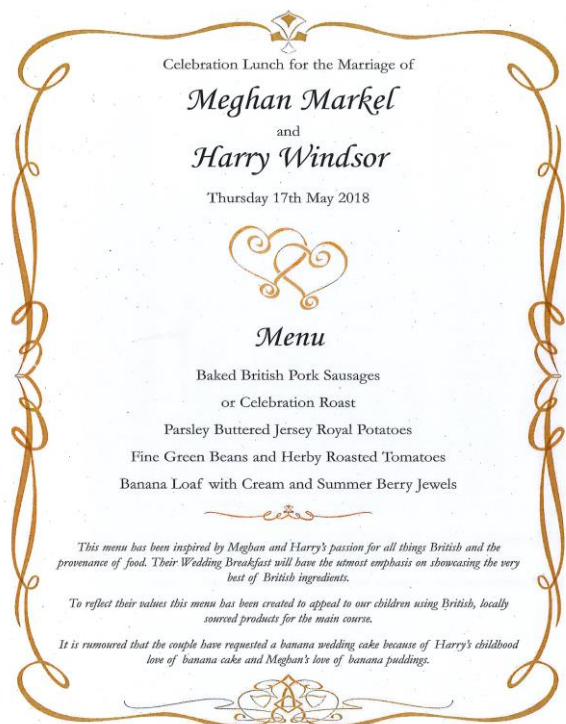 Celebration Lunch for the Marriage of
Meghan Markel
and
Harry Windsor
Thursday 17th May 2018
Menu
Baked British Pork Sausages
or Celebration Roast
Parsley Buttered Jersey Royal Potatoes
Fine Green Beans and Herby Roasted Tomatoes
Banana Loaf with Cream and Summer Berry Jewels
This menu has been inspired by Meghan and Harry's passion for all things British and the
provenance of food. Their Wedding Breakfast will have the utmost emphasis on showcasing the very
best of British ingredients.
To reflect their values this menu has been created to appeal to our children using British, locally
sourced products for the main course.
It is rumoured that the couple have requested a banana wedding cake because of Harry's childhood
love of banana cake and Meghan's love of banana puddings.